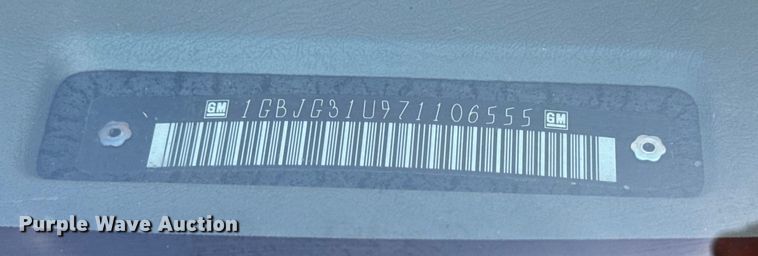 GM 1GBJG31U971106555 GM
Purple Wave Auction